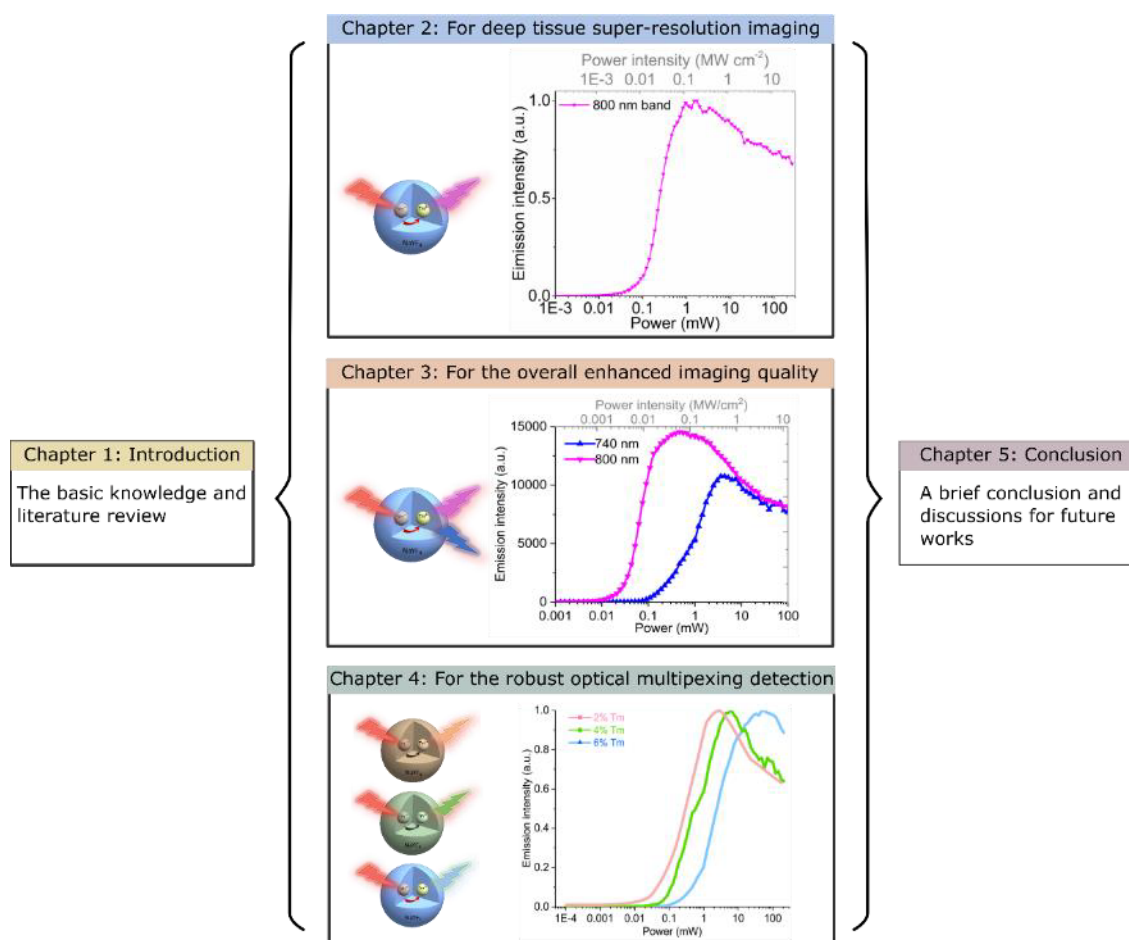 Chapter 2: For deep tissue super-resolution imaging
Power intensity (MW cm-2)
1E-3 0.01 0.1 1 10
800 nm band
Eimission intensity (a.u.)
1.0
0.5
0.0
1E-3 0.01 0.1 1 10 100
Power (mW)
Chapter 3: For the overall enhanced imaging quality
Power intensity (MW/cm2)
0.001 0.01 0.1 1 10
740 nm
800 nm
Emission intensity (a.u.)
15000
10000
5000
0
0.001 0.01 0.1 1 10 100
Power (mW)
Chapter 1: Introduction
The basic knowledge and
literature review
Chapter 5: Conclusion
A brief conclusion and
discussions for future
works
Chapter 4: For the robust optical multipexing detection
2% Tm
4% Tm
6% Tm
Emission intensity (a.u.)
1.0
0.8
0.6
0.4
0.2
0.0
1E-4 0.001 0.01 0.1 1 10 100
Power (mW)